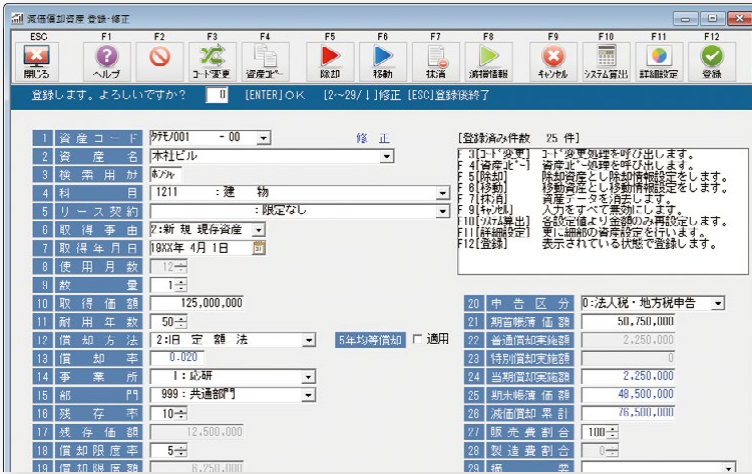 減価償却資産 登録・修正
ESC F1 F2 F3 F4 F5 F6 F7 F8 F9 F10 F11 F12
閉じる ヘルプ コード変更 資産コピー 除却 移動 抹消 減損情報 キャンセル システム算出 詳細設定 登録
登録します。よろしいですか? 0 [ENTER]OK [2~29/↓]修正 [ESC]登録後終了
1 資産コード ｸﾃﾓ/001 - 00 修 正
2 資産名 本社ビル
3 検索用カナ ﾎﾝｼｬ
4 科目 1211 :建 物
5 リース契約 :限定なし
6 取得事由 2:新 規 現存資産
7 取得年月日 19XX年 4月 1日
8 使用月数 12
9 数量 1
10 取得価額 125,000,000
11 耐用年数 50
12 償却方法 2:旧 定 額 法 5年均等償却 適用
13 償却率 0.020
14 事業所 1:応研
15 部門 999:共通部門
16 残存率 10
17 残存価額 12,500,000
18 償却限度率 5
19 償却限度額 6,250,000
[登録済み件数 25 件]
F 3[ｺｰﾄﾞ変更] ｺｰﾄﾞ変更処理を呼び出します。
F 4[資産ｺﾋﾟｰ] 資産ｺﾋﾟｰ処理を呼び出します。
F 5[除却] 除却資産とし除却情報設定をします。
F 6[移動] 移動資産とし移動情報設定をします。
F 7[抹消] 資産データを消去します。
F 9[ｷｬﾝｾﾙ] 入力をすべて無効にします。
F10[ｼｽﾃﾑ算出] 各設定値より金額のみ再設定します。
F11[詳細設定] 更に細部の資産設定を行います。
F12[登録] 表示されている状態で登録します。
20 申告区分 0:法人税・地方税申告
21 期首帳簿価額 50,750,000
22 普通償却実施額 2,250,000
23 特別償却実施額 0
24 当期償却実施額 2,250,000
25 期末帳簿価額 48,500,000
26 減価償却累計 76,500,000
27 販売費割合 100
28 製造費割合 0
29 摘要